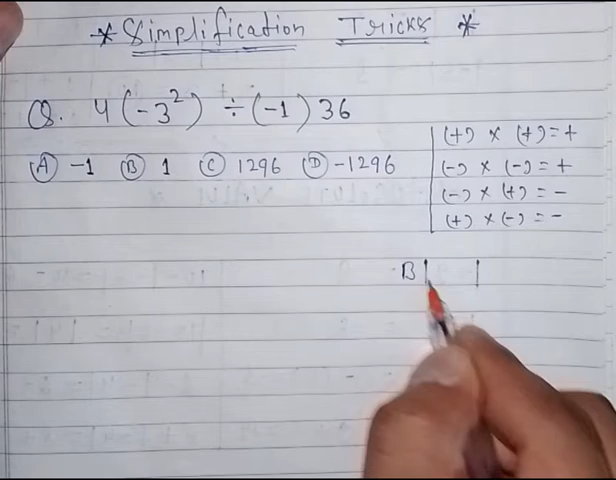 * Simplification Tricks *
Q. 4(-3²) ÷ (-1) 36
(A) -1 (B) 1 (C) 1296 (D) -1296
(+) × (+) = +
(-) × (-) = +
(-) × (+) = -
(+) × (-) = -
B